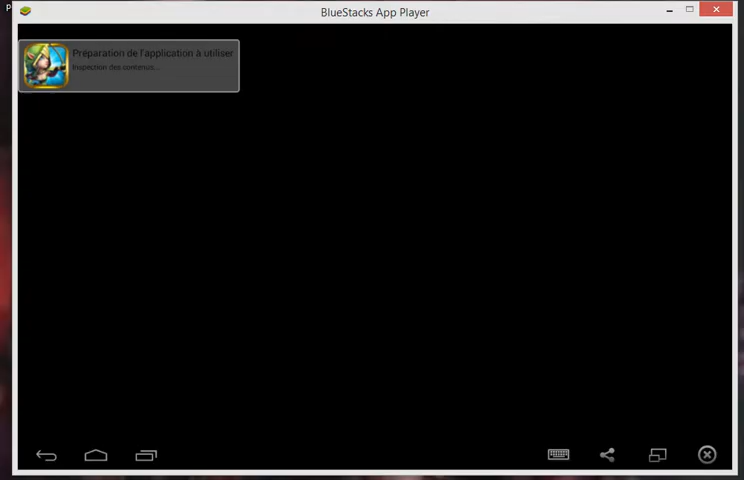 P
BlueStacks App Player
Préparation de l'application à utiliser
Inspection des contenus...